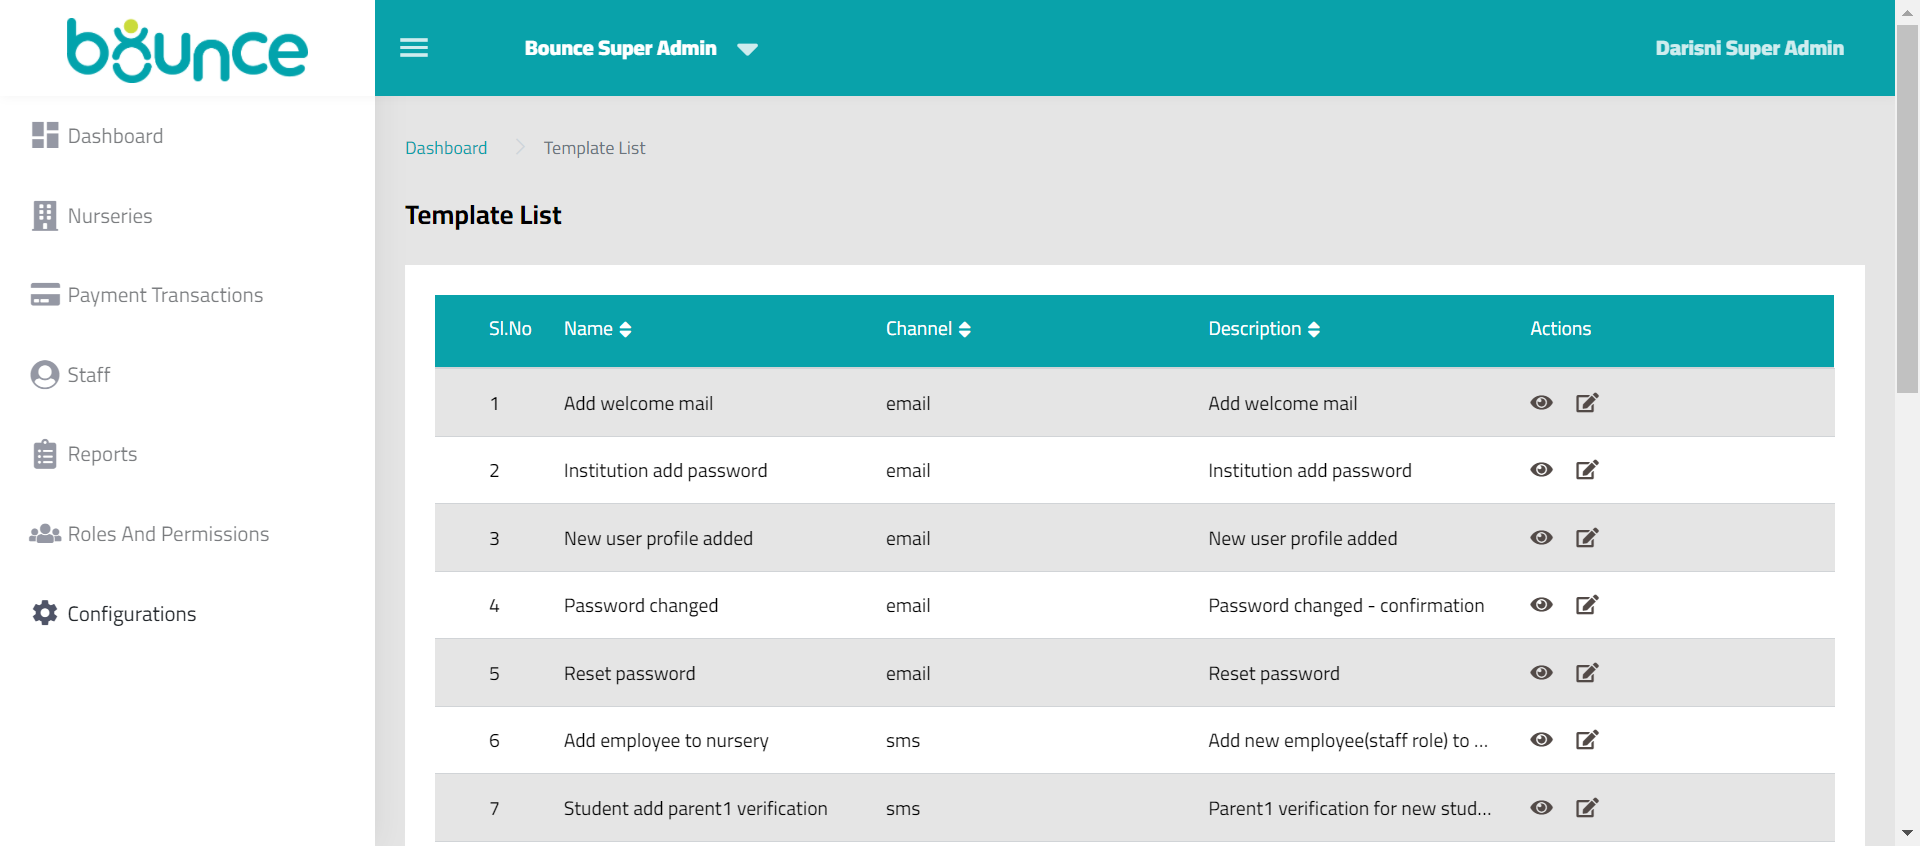 bounce
Bounce Super Admin
Darisni Super Admin
Dashboard
Nurseries
Payment Transactions
Staff
Reports
Roles And Permissions
Configurations
Dashboard Template List
Template List
Sl.No Name Channel Description Actions
1 Add welcome mail email Add welcome mail
2 Institution add password email Institution add password
3 New user profile added email New user profile added
4 Password changed email Password changed - confirmation
5 Reset password email Reset password
6 Add employee to nursery sms Add new employee(staff role) to ...
7 Student add parent1 verification sms Parent1 verification for new stud...